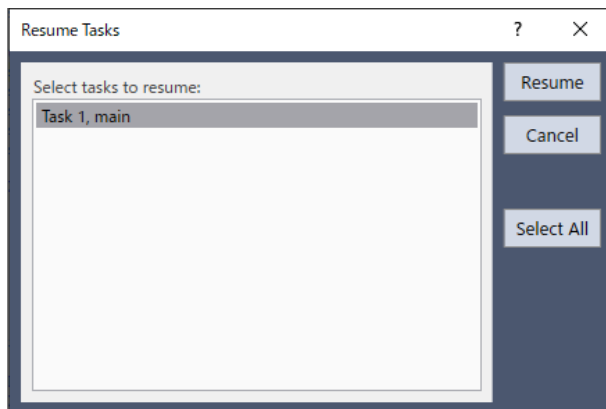 Resume Tasks
?
Select tasks to resume:
Task 1, main
Resume
Cancel
Select All